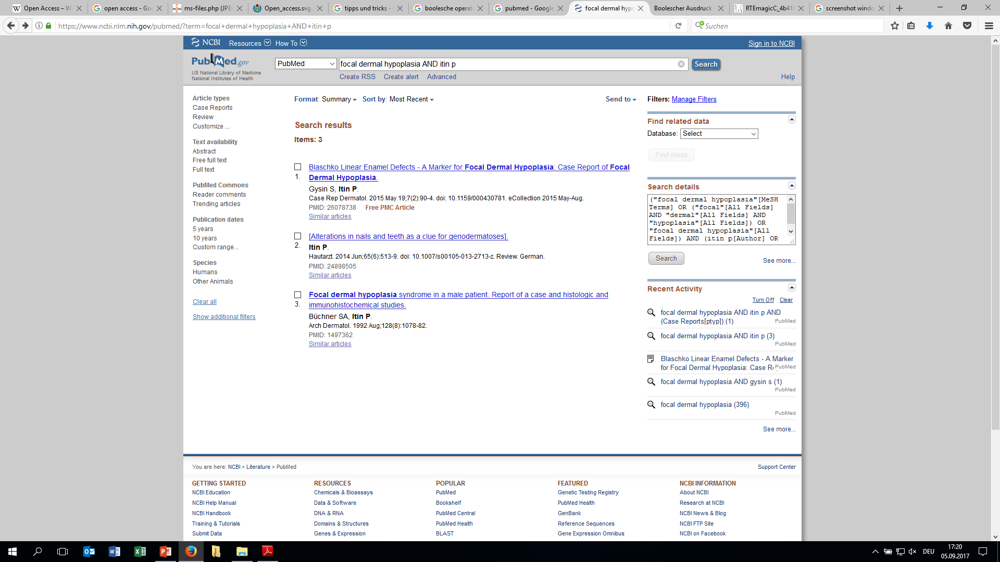 Open Access – Wi
open access - Goo
ms-files.php (JPEG
Open_access.svg.
tipps und tricks -
boolesche operat
pubmed - Google
focal dermal hypo
Boolescher Ausdruck
RTEmagicC_4b41
screenshot windo
https://www.ncbi.nlm.nih.gov/pubmed/?term=focal+dermal+hypoplasia+AND+itin+p
Suchen
NCBI Resources How To Sign in to NCBI
PubMed.gov
US National Library of Medicine
National Institutes of Health
PubMed
focal dermal hypoplasia AND itin p
Search
Create RSS Create alert Advanced
Help
Article types
Case Reports
Review
Customize ...
Text availability
Abstract
Free full text
Full text
PubMed Commons
Reader comments
Trending articles
Publication dates
5 years
10 years
Custom range...
Species
Humans
Other Animals
Clear all
Show additional filters
Format: Summary Sort by: Most Recent
Send to
Search results
Items: 3
Blaschko Linear Enamel Defects - A Marker for Focal Dermal Hypoplasia: Case Report of Focal
1. Dermal Hypoplasia.
Gysin S, Itin P.
Case Rep Dermatol. 2015 May 19;7(2):90-4. doi: 10.1159/000430781. eCollection 2015 May-Aug.
PMID: 26078738 Free PMC Article
Similar articles
[Alterations in nails and teeth as a clue for genodermatoses].
2. Itin P.
Hautarzt. 2014 Jun;65(6):513-9. doi: 10.1007/s00105-013-2713-z. Review. German.
PMID: 24898505
Similar articles
Focal dermal hypoplasia syndrome in a male patient. Report of a case and histologic and
3. immunohistochemical studies.
Büchner SA, Itin P.
Arch Dermatol. 1992 Aug;128(8):1078-82.
PMID: 1497362
Similar articles
Filters: Manage Filters
Find related data
Database: Select
Find items
Search details
("focal dermal hypoplasia"[MeSH
Terms] OR ("focal"[All Fields]
AND "dermal"[All Fields] AND
"hypoplasia"[All Fields]) OR
"focal dermal hypoplasia"[All
Fields]) AND (itin p[Author] OR
Search
See more...
Recent Activity
Turn Off Clear
focal dermal hypoplasia AND itin p AND
(Case Reports[ptyp]) (1)
PubMed
focal dermal hypoplasia AND itin p (3)
PubMed
Blaschko Linear Enamel Defects - A Marker
for Focal Dermal Hypoplasia: Case Re
PubMed
focal dermal hypoplasia AND gysin s (1)
PubMed
focal dermal hypoplasia (396)
PubMed
See more...
You are here: NCBI > Literature > PubMed
Support Center
GETTING STARTED
NCBI Education
NCBI Help Manual
NCBI Handbook
Training & Tutorials
Submit Data
RESOURCES
Chemicals & Bioassays
Data & Software
DNA & RNA
Domains & Structures
Genes & Expression
POPULAR
PubMed
Bookshelf
PubMed Central
PubMed Health
BLAST
FEATURED
Genetic Testing Registry
PubMed Health
GenBank
Reference Sequences
Gene Expression Omnibus
NCBI INFORMATION
About NCBI
Research at NCBI
NCBI News & Blog
NCBI FTP Site
NCBI on Facebook
DEU
17:20
05.09.2017